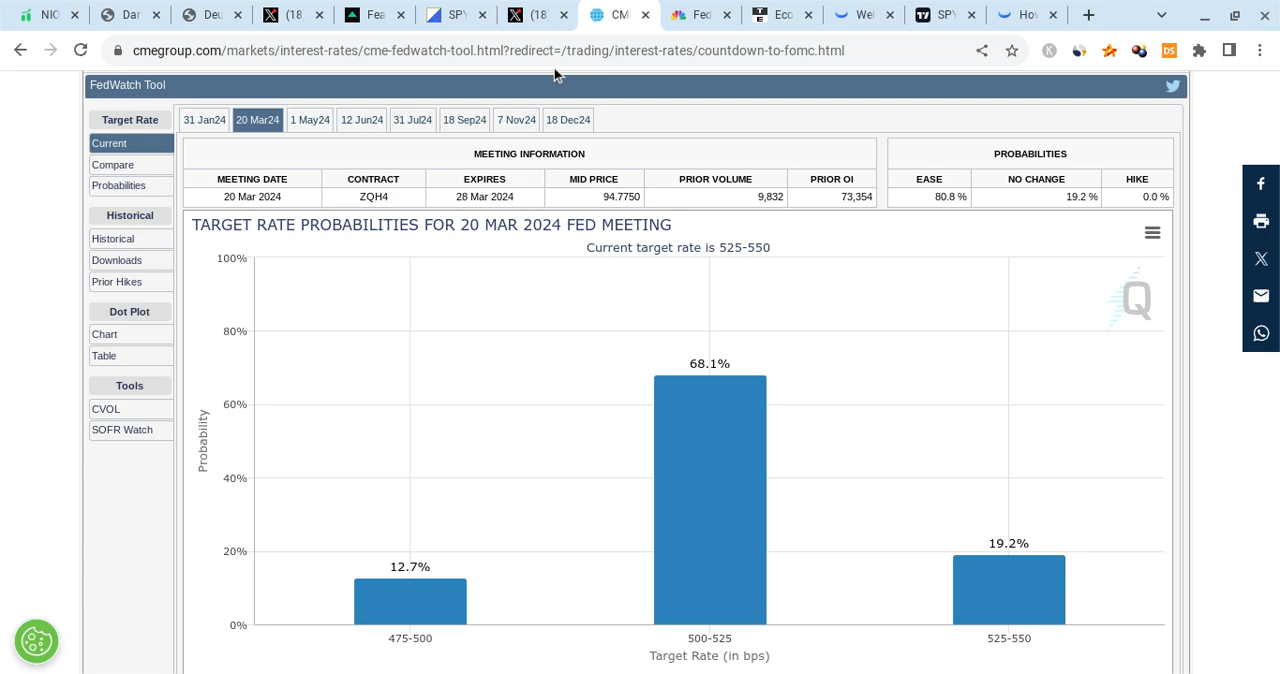 NIO
Dar
Deu
(18
Fea
SPY
(18)
CM
Fed
Eco
Wel
SPY
Hov
cmegroup.com/markets/interest-rates/cme-fedwatch-tool.html?redirect=/trading/interest-rates/countdown-to-fomc.html
K
DS
FedWatch Tool
Target Rate
Current
Compare
Probabilities
Historical
Historical
Downloads
Prior Hikes
Dot Plot
Chart
Table
Tools
CVOL
SOFR Watch
31 Jan24 20 Mar24 1 May24 12 Jun24 31 Jul24 18 Sep24 7 Nov24 18 Dec24
MEETING INFORMATION
MEETING DATE CONTRACT EXPIRES MID PRICE PRIOR VOLUME PRIOR OI
20 Mar 2024 ZQH4 28 Mar 2024 94.7750 9,832 73,354
PROBABILITIES
EASE NO CHANGE HIKE
80.8 % 19.2 % 0.0 %
TARGET RATE PROBABILITIES FOR 20 MAR 2024 FED MEETING
Current target rate is 525-550
Q
Probability
100%
80%
60%
40%
20%
0%
12.7%
68.1%
19.2%
475-500 500-525 525-550
Target Rate (in bps)